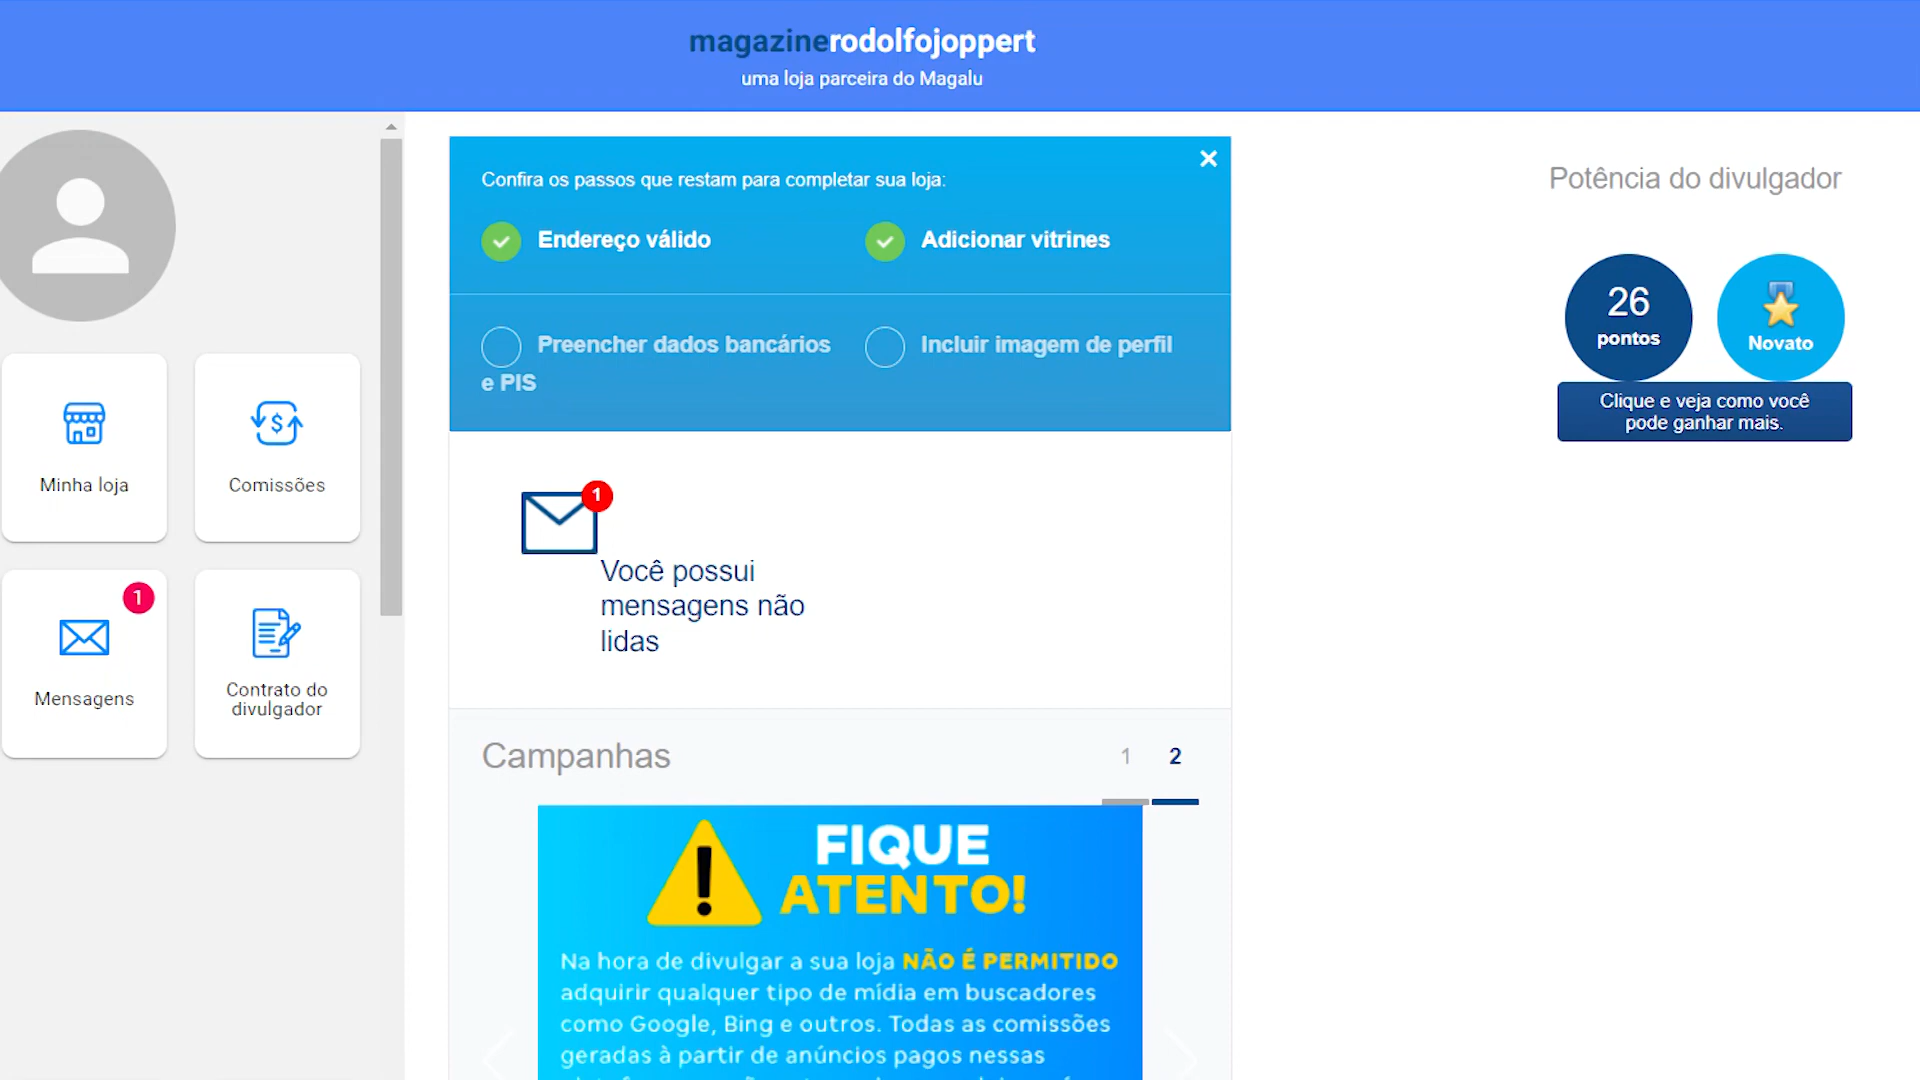 magazinerodolfojoppert
uma loja parceira do Magalu
Minha loja
Comissões
1
Mensagens
Contrato do
divulgador
Confira os passos que restam para completar sua loja:
Endereço válido
Adicionar vitrines
Preencher dados bancários
e PIS
Incluir imagem de perfil
1
Você possui
mensagens não
lidas
Campanhas
1
2
FIQUE
ATENTO!
Na hora de divulgar a sua loja NÃO É PERMITIDO
adquirir qualquer tipo de mídia em buscadores
como Google, Bing e outros. Todas as comissões
geradas à partir de anúncios pagos nessas
Potência do divulgador
26
pontos
Novato
Clique e veja como você
pode ganhar mais.